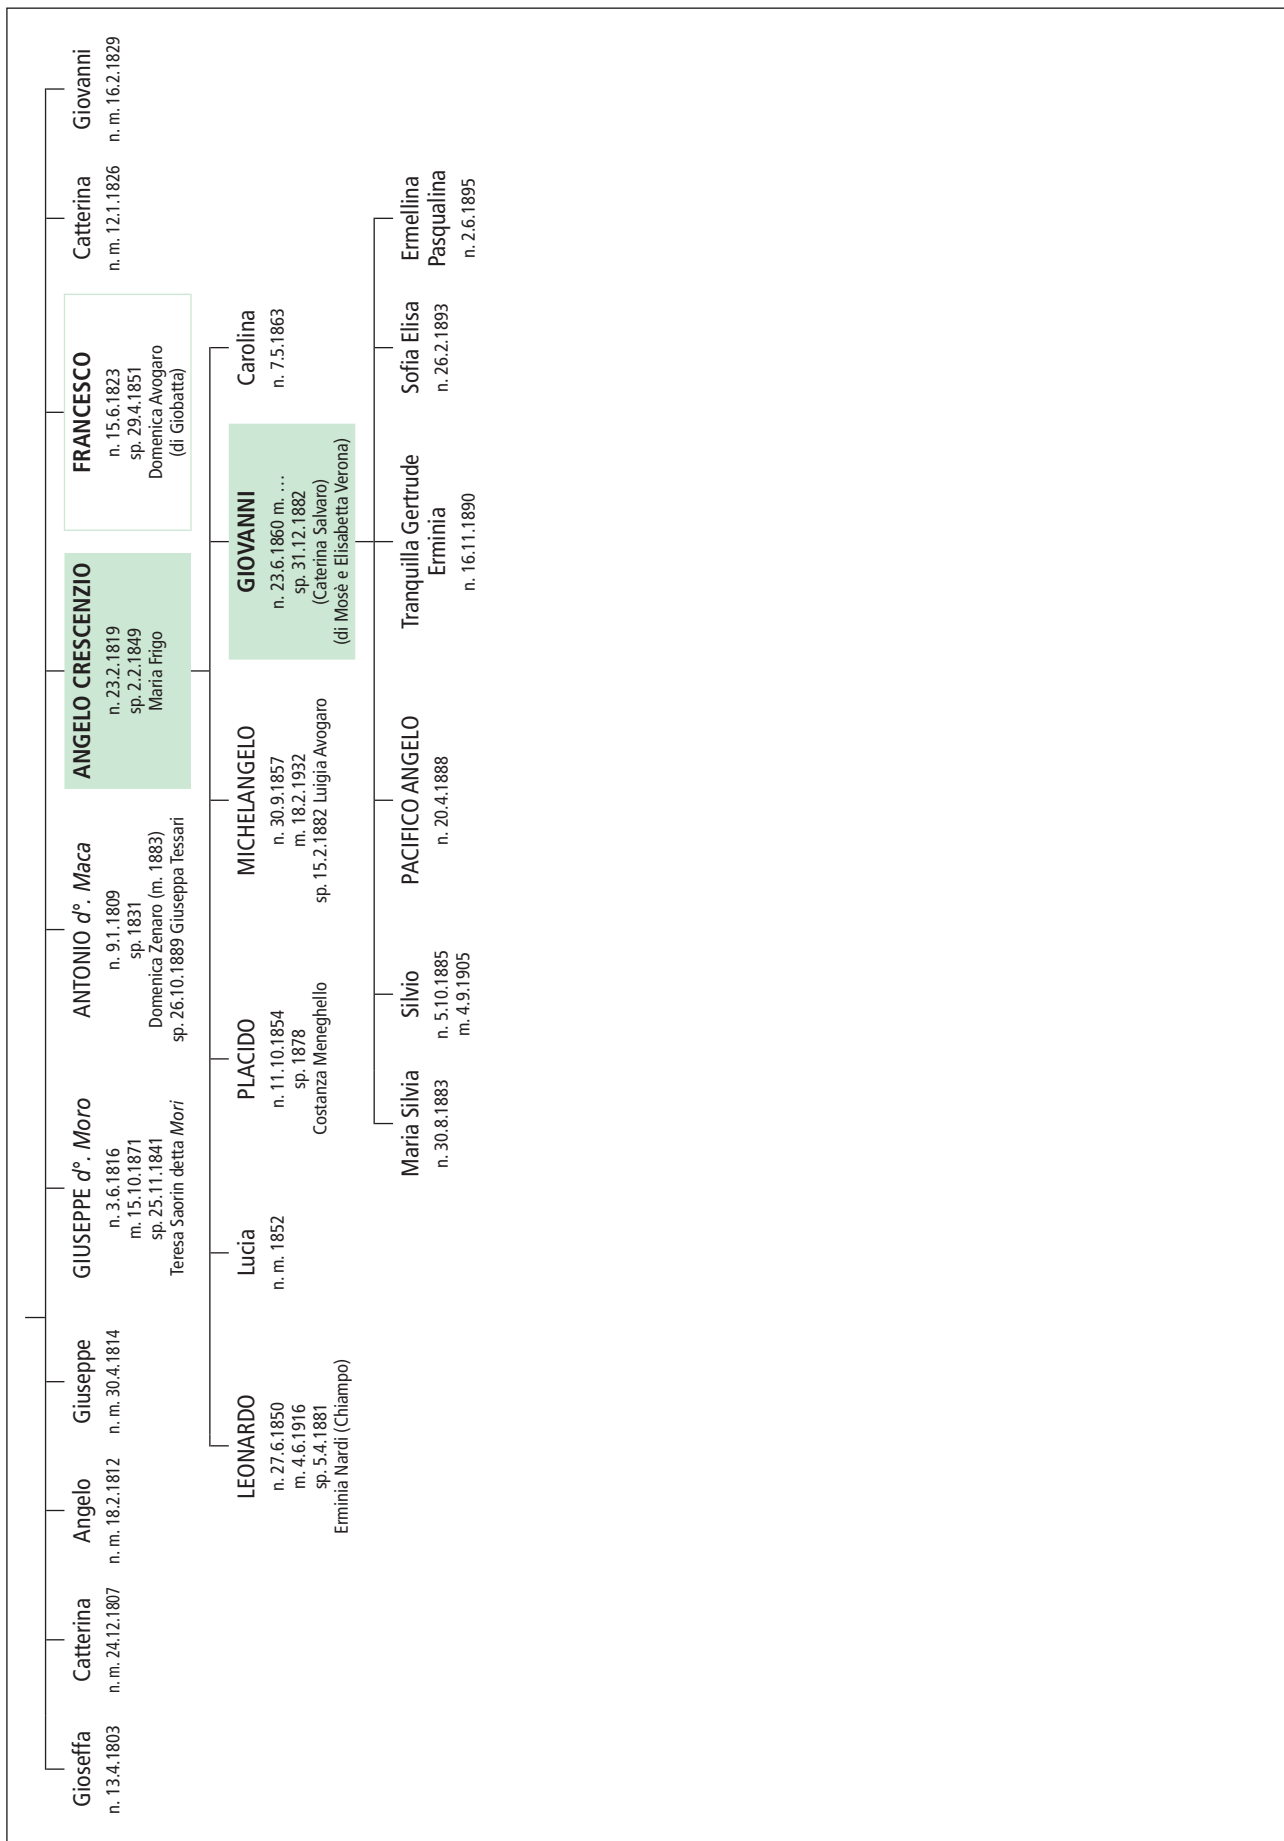 Gioseffa
n. 13.4.1803
Catterina
n. m. 24.12.1807
Angelo
n. m. 18.2.1812
Giuseppe
n. m. 30.4.1814
GIUSEPPE d°. Moro
n. 3.6.1816
m. 15.10.1871
sp. 25.11.1841
Teresa Saorin detta Mori
ANTONIO d°. Maca
n. 9.1.1809
sp. 1831
Domenica Zenaro (m. 1883)
sp. 26.10.1889 Giuseppa Tessari
ANGELO CRESCENZIO
n. 23.2.1819
sp. 2.2.1849
Maria Frigo
FRANCESCO
n. 15.6.1823
sp. 29.4.1851
Domenica Avogaro
(di Giobatta)
Catterina
n. m. 12.1.1826
Giovanni
n. m. 16.2.1829
LEONARDO
n. 27.6.1850
m. 4.6.1916
sp. 5.4.1881
Erminia Nardi (Chiampo)
Lucia
n. m. 1852
PLACIDO
n. 11.10.1854
sp. 1878
Costanza Meneghello
MICHELANGELO
n. 30.9.1857
m. 18.2.1932
sp. 15.2.1882 Luigia Avogaro
GIOVANNI
n. 23.6.1860 m. …
sp. 31.12.1882
(Caterina Salvaro)
(di Mosè e Elisabetta Verona)
Carolina
n. 7.5.1863
Maria Silvia
n. 30.8.1883
Silvio
n. 5.10.1885
m. 4.9.1905
PACIFICO ANGELO
n. 20.4.1888
Tranquilla Gertrude
Erminia
n. 16.11.1890
Sofia Elisa
n. 26.2.1893
Ermellina
Pasqualina
n. 2.6.1895